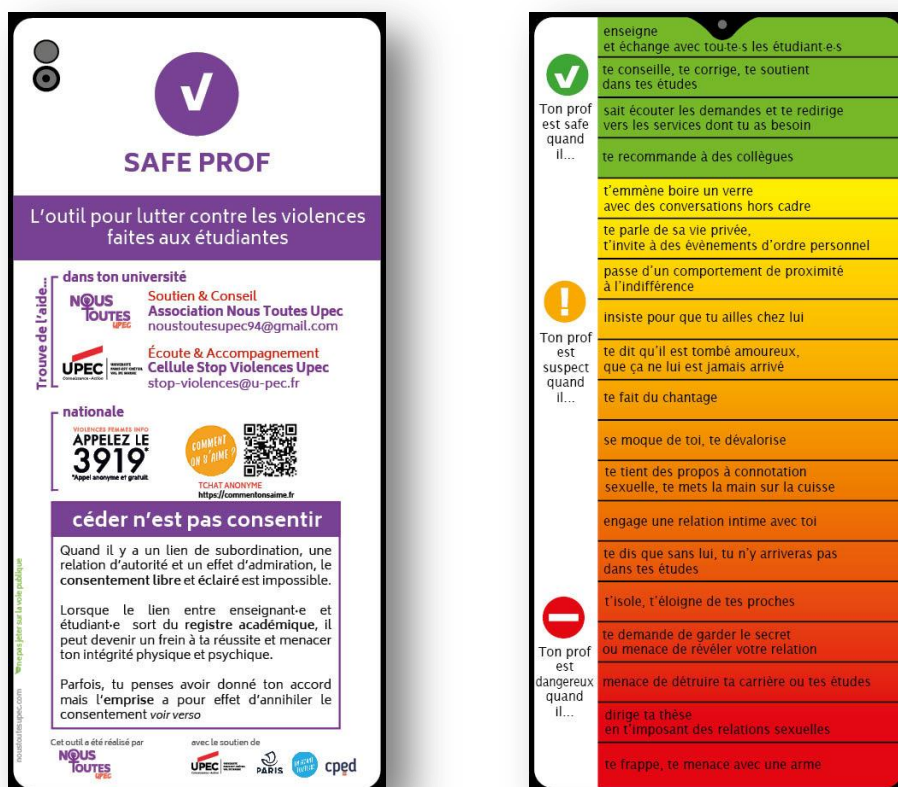 SAFE PROF
L'outil pour lutter contre les violences
faites aux étudiantes
Trouve de l'aide...
dans ton université
NOUS
TOUTES
UPEC
Soutien & Conseil
Association Nous Toutes Upec
noustoutesupec94@gmail.com
UPEC
Connaissance - Action
UNIVERSITÉ
PARIS-EST CRÉTEIL
VAL DE MARNE
Écoute & Accompagnement
Cellule Stop Violences Upec
stop-violences@u-pec.fr
nationale
VIOLENCES FEMMES INFO
APPELEZ LE
3919*
*Appel anonyme et gratuit.
COMMENT
ON S'AIME ?
TCHAT ANONYME
https://commentonsaime.fr
céder n'est pas consentir
Quand il y a un lien de subordination, une
relation d'autorité et un effet d'admiration, le
consentement libre et éclairé est impossible.
Lorsque le lien entre enseignant·e et
étudiant·e sort du registre académique, il
peut devenir un frein à ta réussite et menacer
ton intégrité physique et psychique.
Parfois, tu penses avoir donné ton accord
mais l'emprise a pour effet d'annihiler le
consentement voir verso
noustoutesupec.com
ne pas jeter sur la voie publique
Cet outil a été réalisé par
NOUS
TOUTES
UPEC
avec le soutien de
UPEC
PARIS
cped
Ton prof
est safe
quand
il...
enseigne
et échange avec tou·te·s les étudiant·e·s
te conseille, te corrige, te soutient
dans tes études
sait écouter les demandes et te redirige
vers les services dont tu as besoin
te recommande à des collègues
Ton prof
est
suspect
quand
il...
t'emmène boire un verre
avec des conversations hors cadre
te parle de sa vie privée,
t'invite à des évènements d'ordre personnel
passe d'un comportement de proximité
à l'indifférence
insiste pour que tu ailles chez lui
te dit qu'il est tombé amoureux,
que ça ne lui est jamais arrivé
te fait du chantage
se moque de toi, te dévalorise
te tient des propos à connotation
sexuelle, te mets la main sur la cuisse
engage une relation intime avec toi
te dis que sans lui, tu n'y arriveras pas
dans tes études
Ton prof
est
dangereux
quand
il...
t'isole, t'éloigne de tes proches
te demande de garder le secret
ou menace de révéler votre relation
menace de détruire ta carrière ou tes études
dirige ta thèse
en t'imposant des relations sexuelles
te frappe, te menace avec une arme